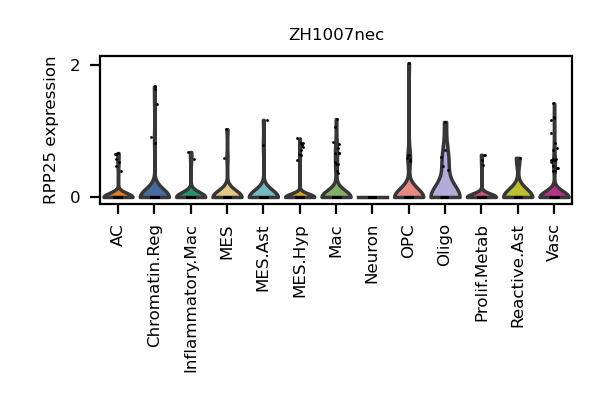 ZH1007nec
RPP25 expression
2
0
AC
Chromatin.Reg
Inflammatory.Mac
MES
MES.Ast
MES.Hyp
Mac
Neuron
OPC
Oligo
Prolif.Metab
Reactive.Ast
Vasc